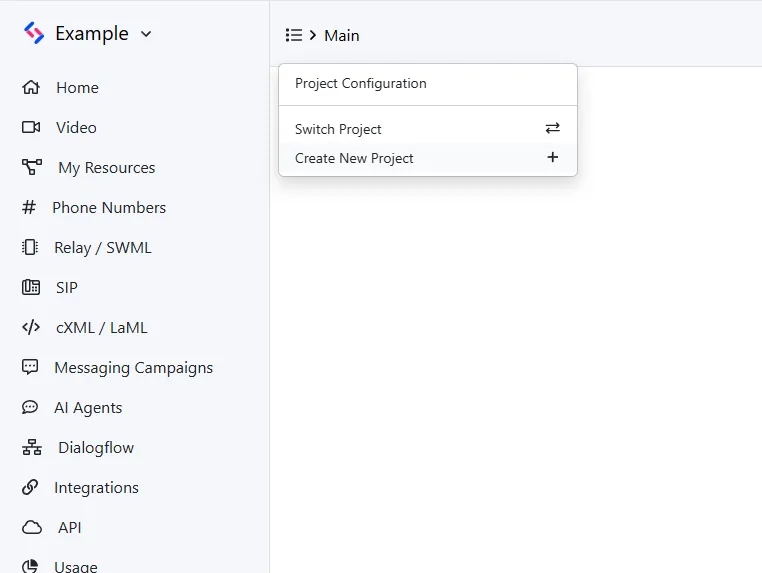 Example
Main
Project Configuration
Switch Project
Create New Project
Home
Video
My Resources
Phone Numbers
Relay / SWML
SIP
cXML / LaML
Messaging Campaigns
AI Agents
Dialogflow
Integrations
API
Usage